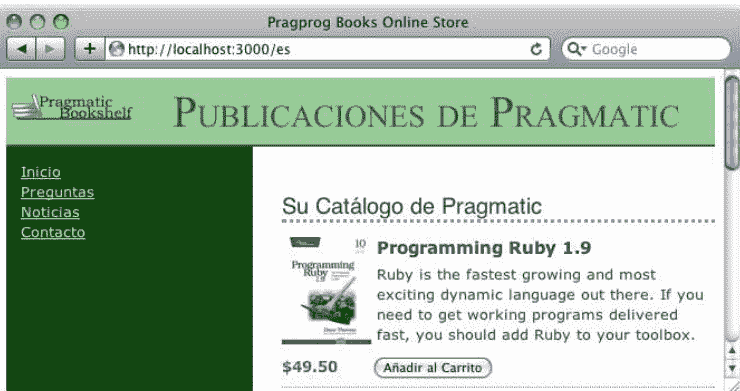 Pragprog Books Online Store
http://localhost:3000/es
Google
Pragmatic
Bookshelf
PUBLICACIONES DE PRAGMATIC
Inicio
Preguntas
Noticias
Contacto
Su Catálogo de Pragmatic
10
Programming
Ruby
1.9
Programming Ruby 1.9
Ruby is the fastest growing and most
exciting dynamic language out there. If you
need to get working programs delivered
fast, you should add Ruby to your toolbox.
$49.50
Añadir al Carrito